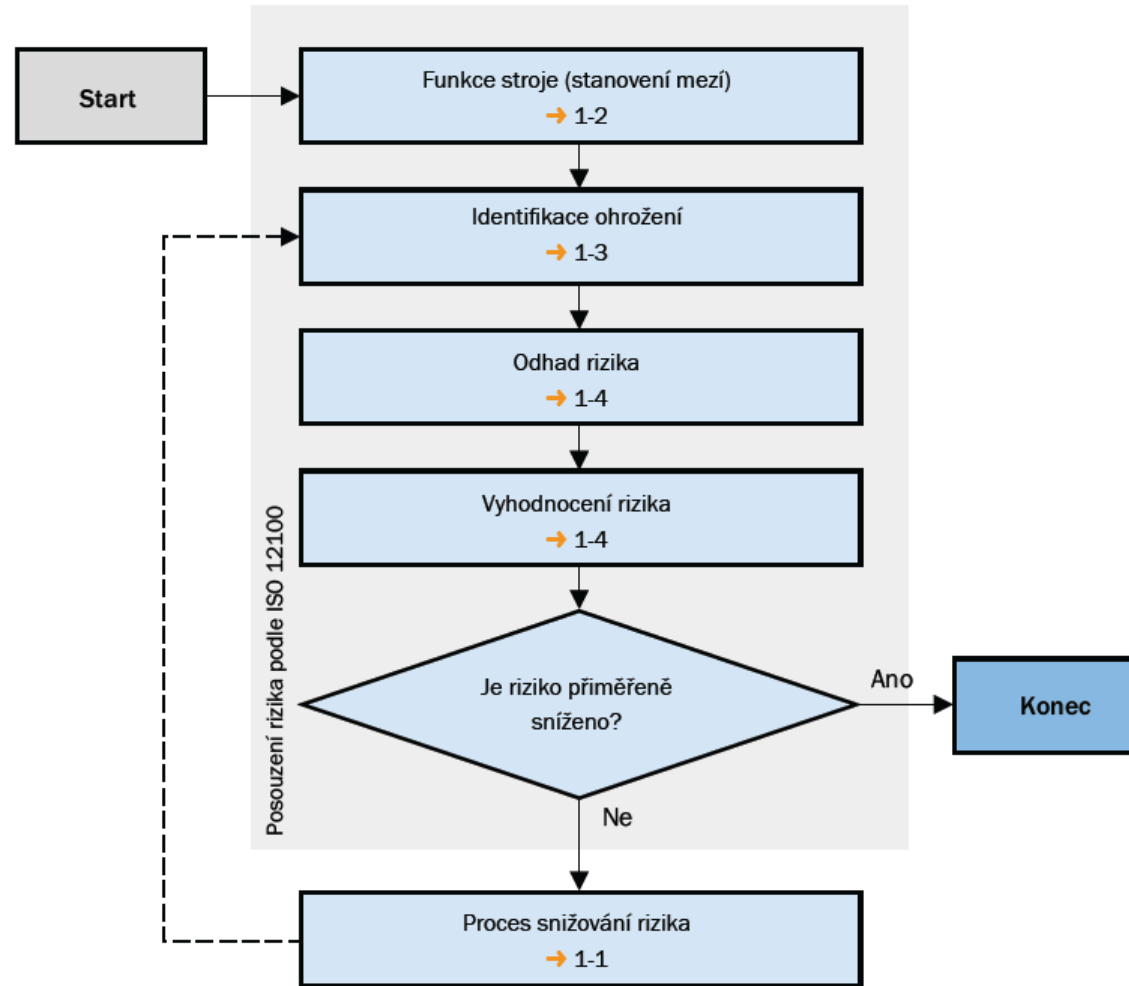 Start
Funkce stroje (stanovení mezí)
➔ 1-2
Identifikace ohrožení
➔ 1-3
Odhad rizika
➔ 1-4
Vyhodnocení rizika
➔ 1-4
Posouzení rizika podle ISO 12100
Je riziko přiměřeně
sníženo?
Ano
Konec
Ne
Proces snižování rizika
➔ 1-1